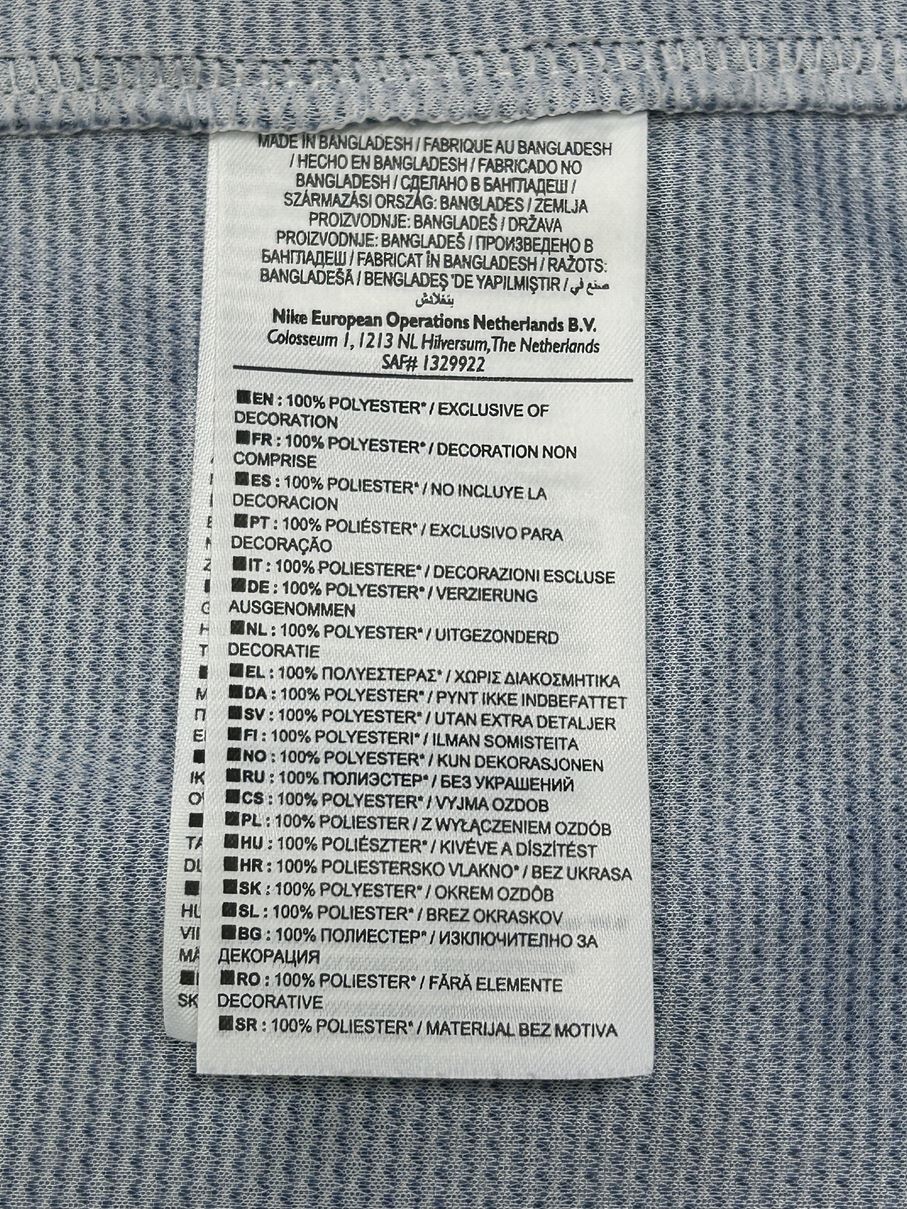 MADE IN BANGLADESH / FABRIQUE AU BANGLADESH
/ HECHO EN BANGLADESH / FABRICADO NO
BANGLADESH / СДЕЛАНО В БАНГЛАДЕШ /
SZÁRMAZÁSI ORSZÁG: BANGLADES / ZEMLJA
PROIZVODNJE: BANGLADEŠ / DRŽAVA
PROIZVODNJE: BANGLADEŠ / ПРОИЗВЕДЕНО В
БАНГЛАДЕШ / FABRICAT ÎN BANGLADESH / RAŽOTS:
BANGLADEŠĀ / BENGLADEŞ 'DE YAPILMIŞTIR / صنع في
بنغلادش
Nike European Operations Netherlands B.V.
Colosseum 1, 1213 NL Hilversum, The Netherlands
SAF# 1329922
■EN : 100% POLYESTER* / EXCLUSIVE OF
DECORATION
■FR : 100% POLYESTER* / DECORATION NON
COMPRISE
■ES : 100% POLIESTER* / NO INCLUYE LA
DECORACION
■PT : 100% POLIÉSTER* / EXCLUSIVO PARA
DECORAÇÃO
■IT : 100% POLIESTERE* / DECORAZIONI ESCLUSE
■DE : 100% POLYESTER* / VERZIERUNG
AUSGENOMMEN
■NL : 100% POLYESTER* / UITGEZONDERD
DECORATIE
■EL : 100% ΠΟΛΥΕΣΤΕΡΑΣ* / ΧΩΡΙΣ ΔΙΑΚΟΣΜΗΤΙΚΑ
■DA : 100% POLYESTER* / PYNT IKKE INDBEFATTET
■SV : 100% POLYESTER* / UTAN EXTRA DETALJER
■FI : 100% POLYESTERI* / ILMAN SOMISTEITA
■NO : 100% POLYESTER* / KUN DEKORASJONEN
■RU : 100% ПОЛИЭСТЕР* / БЕЗ УКРАШЕНИЙ
■CS : 100% POLYESTER* / VYJMA OZDOB
■PL : 100% POLIESTER / Z WYŁĄCZENIEM OZDÓB
■HU : 100% POLIÉSZTER* / KIVÉVE A DÍSZÍTÉST
■HR : 100% POLIESTERSKO VLAKNO* / BEZ UKRASA
■SK : 100% POLYESTER* / OKREM OZDÔB
■SL : 100% POLIESTER* / BREZ OKRASKOV
■BG : 100% ПОЛИЕСТЕР* / ИЗКЛЮЧИТЕЛНО ЗА
ДЕКОРАЦИЯ
■RO : 100% POLIESTER* / FĂRĂ ELEMENTE
DECORATIVE
■SR : 100% POLIESTER* / MATERIJAL BEZ MOTIVA